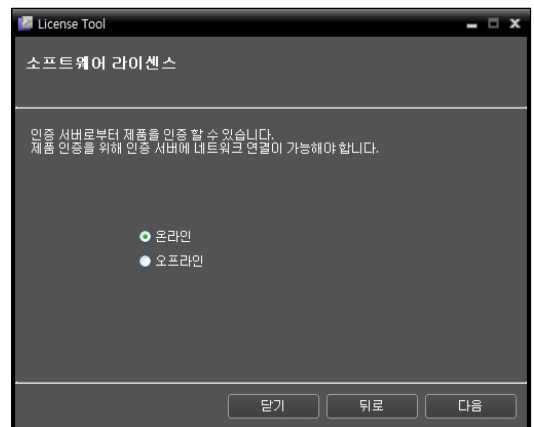 License Tool
소프트웨어 라이센스
인증 서버로부터 제품을 인증 할 수 있습니다.
제품 인증을 위해 인증 서버에 네트워크 연결이 가능해야 합니다.
온라인
오프라인
닫기 뒤로 다음